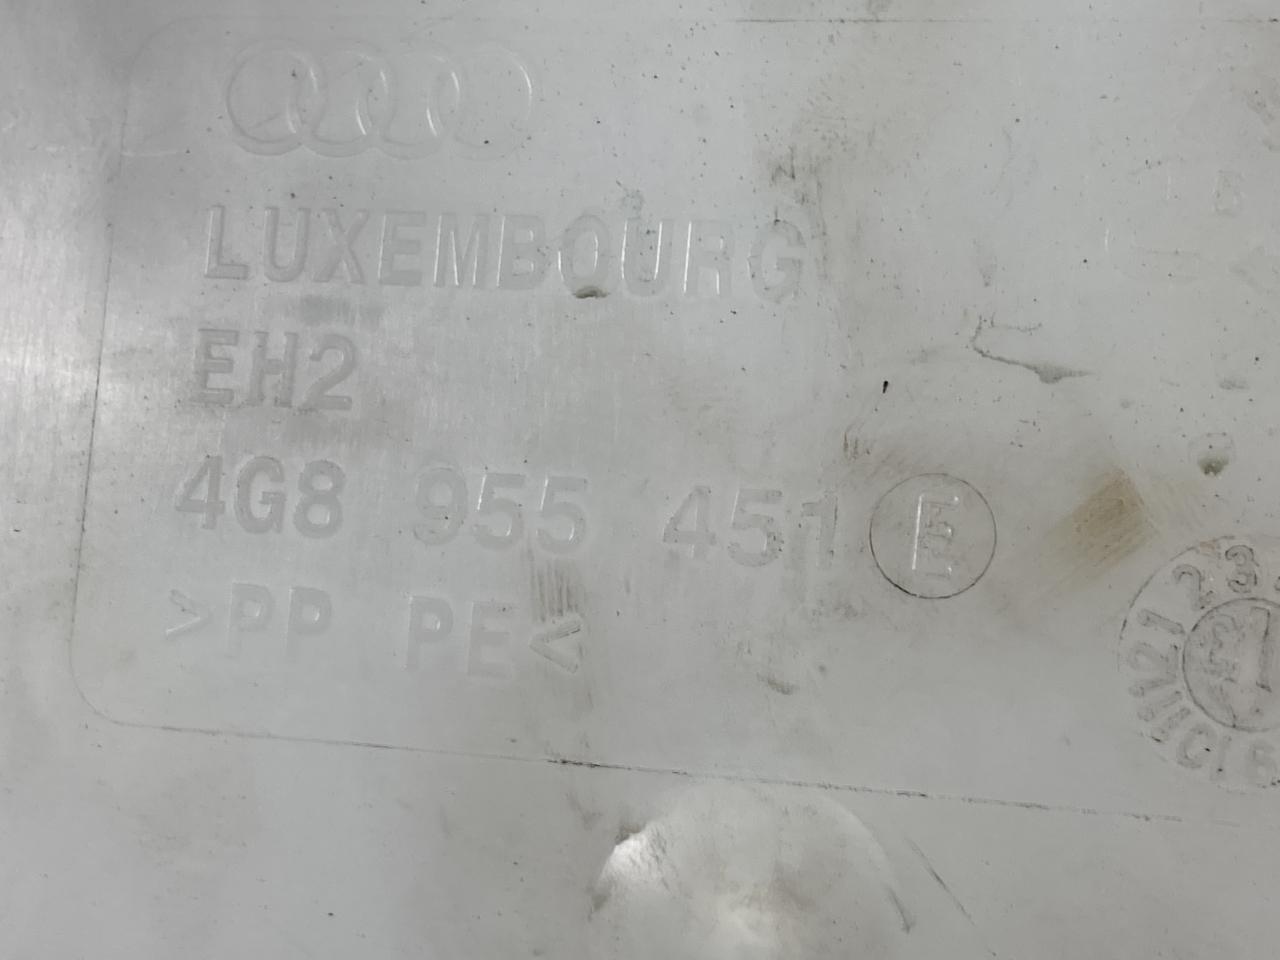 LUXEMBOURG
EH2
4G8 955 451 E
>PP PE<